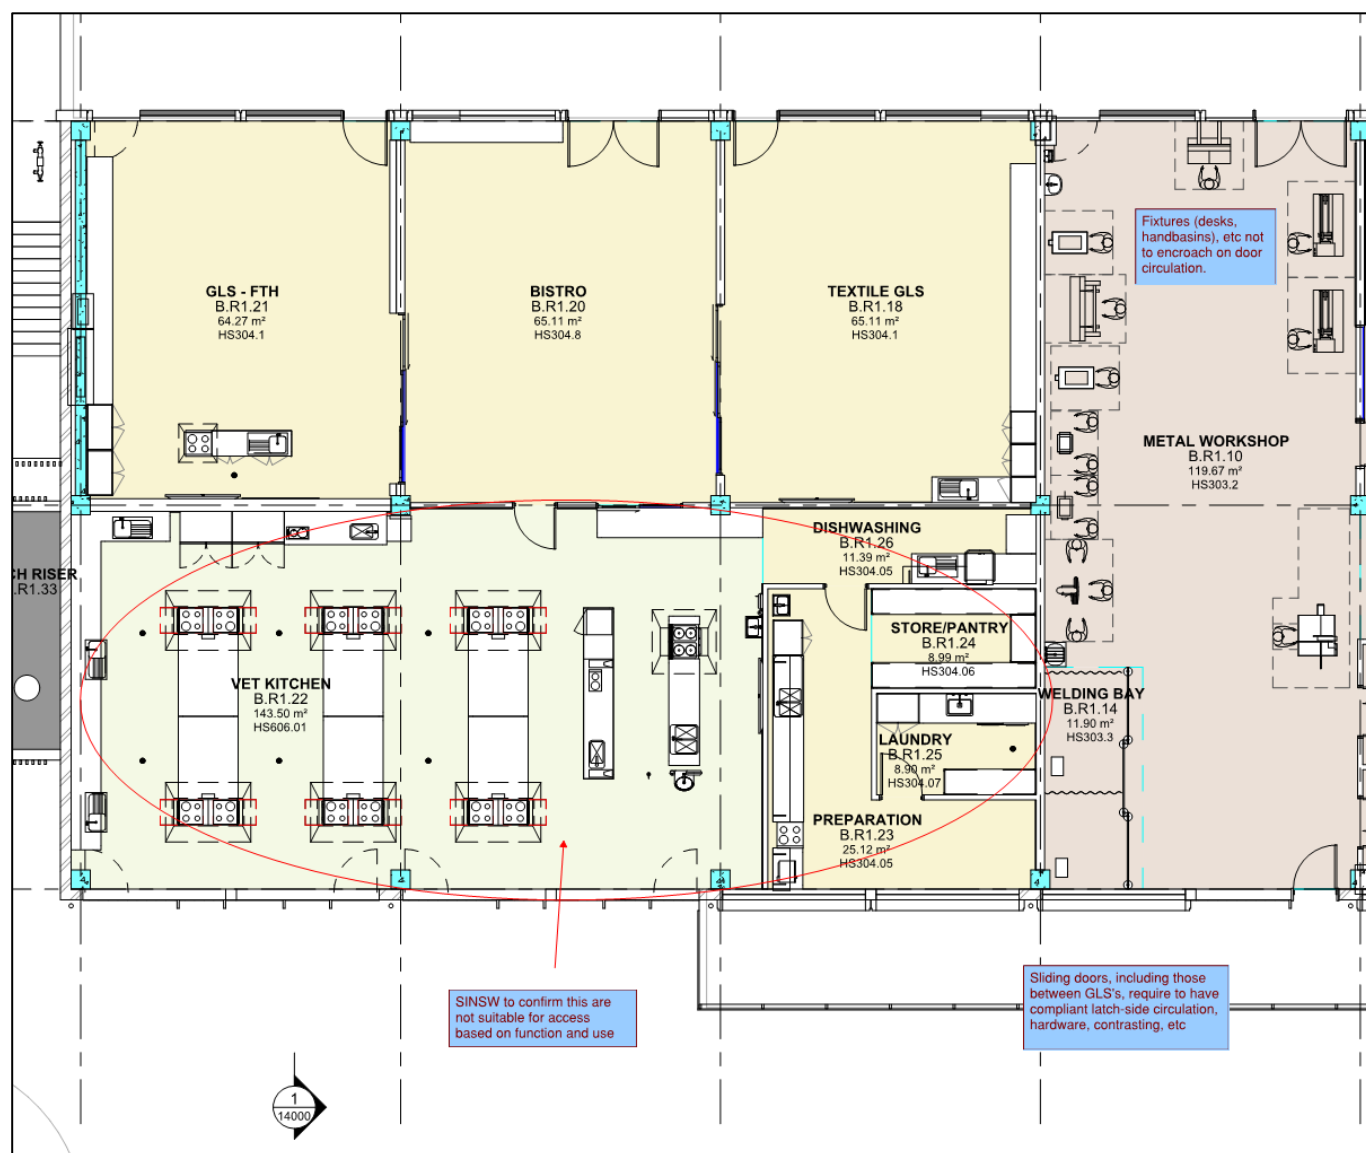 GLS - FTH
B.R1.21
64.27 m²
HS304.1
BISTRO
B.R1.20
65.11 m²
HS304.8
TEXTILE GLS
B.R1.18
65.11 m²
HS304.1
Fixtures (desks,
handbasins), etc not
to encroach on door
circulation.
METAL WORKSHOP
B.R1.10
119.67 m²
HS303.2
CH RISER
.R1.33
DISHWASHING
B.R1.26
11.39 m²
HS304.05
STORE/PANTRY
B.R1.24
8.99 m²
HS304.06
VET KITCHEN
B.R1.22
143.50 m²
HS606.01
WELDING BAY
B.R1.14
11.90 m²
HS303.3
LAUNDRY
B.R1.25
8.90 m²
HS304.07
PREPARATION
B.R1.23
25.12 m²
HS304.05
SINSW to confirm this are
not suitable for access
based on function and use
Sliding doors, including those
between GLS's, require to have
compliant latch-side circulation,
hardware, contrasting, etc
1
14000